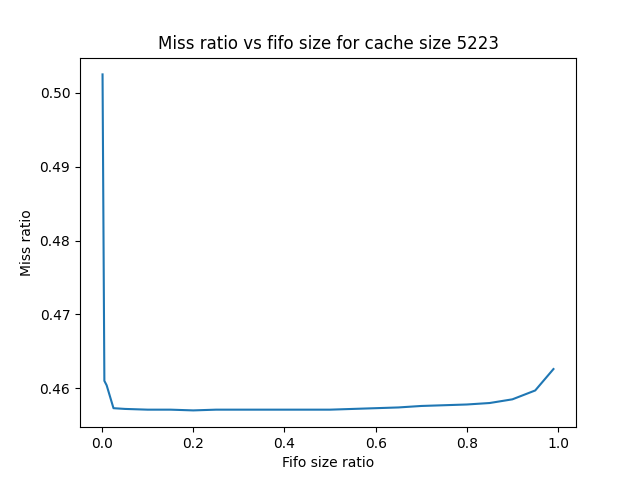 Miss ratio vs fifo size for cache size 5223
0.50
0.49
0.48
0.47
0.46
Miss ratio
0.0 0.2 0.4 0.6 0.8 1.0
Fifo size ratio